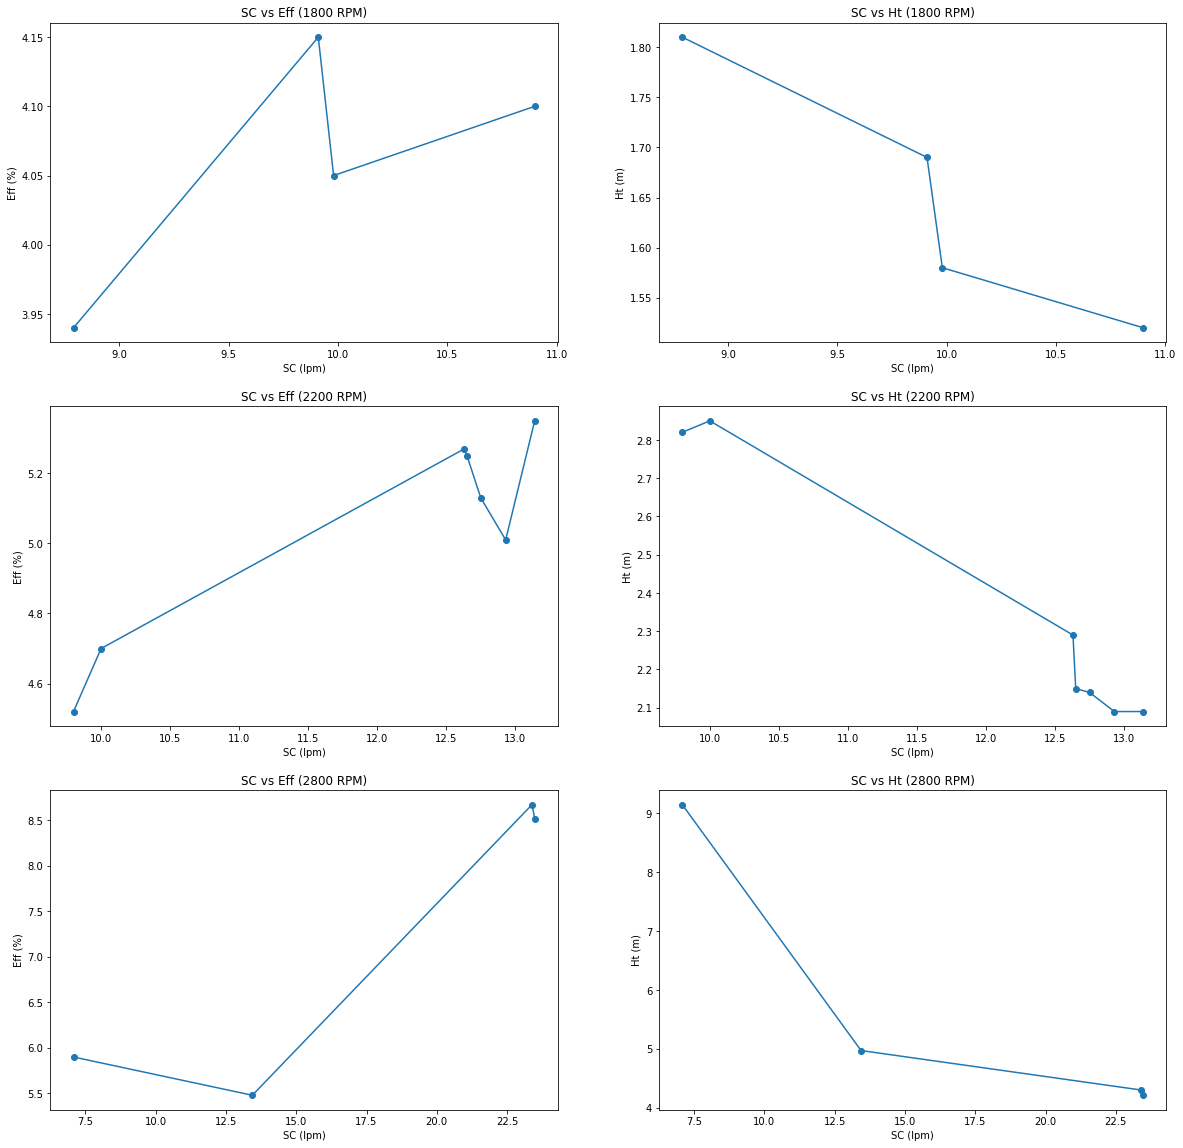 SC vs Eff (1800 RPM)
4.15
4.10
4.05
4.00
3.95
Eff (%)
9.0 9.5 10.0 10.5 11.0
SC (lpm)
SC vs Ht (1800 RPM)
1.80
1.75
1.70
1.65
1.60
1.55
Ht (m)
9.0 9.5 10.0 10.5 11.0
SC (lpm)
SC vs Eff (2200 RPM)
5.2
5.0
4.8
4.6
Eff (%)
10.0 10.5 11.0 11.5 12.0 12.5 13.0
SC (lpm)
SC vs Ht (2200 RPM)
2.8
2.7
2.6
2.5
2.4
2.3
2.2
2.1
Ht (m)
10.0 10.5 11.0 11.5 12.0 12.5 13.0
SC (lpm)
SC vs Eff (2800 RPM)
8.5
8.0
7.5
7.0
6.5
6.0
5.5
Eff (%)
7.5 10.0 12.5 15.0 17.5 20.0 22.5
SC (lpm)
SC vs Ht (2800 RPM)
9
8
7
6
5
4
Ht (m)
7.5 10.0 12.5 15.0 17.5 20.0 22.5
SC (lpm)